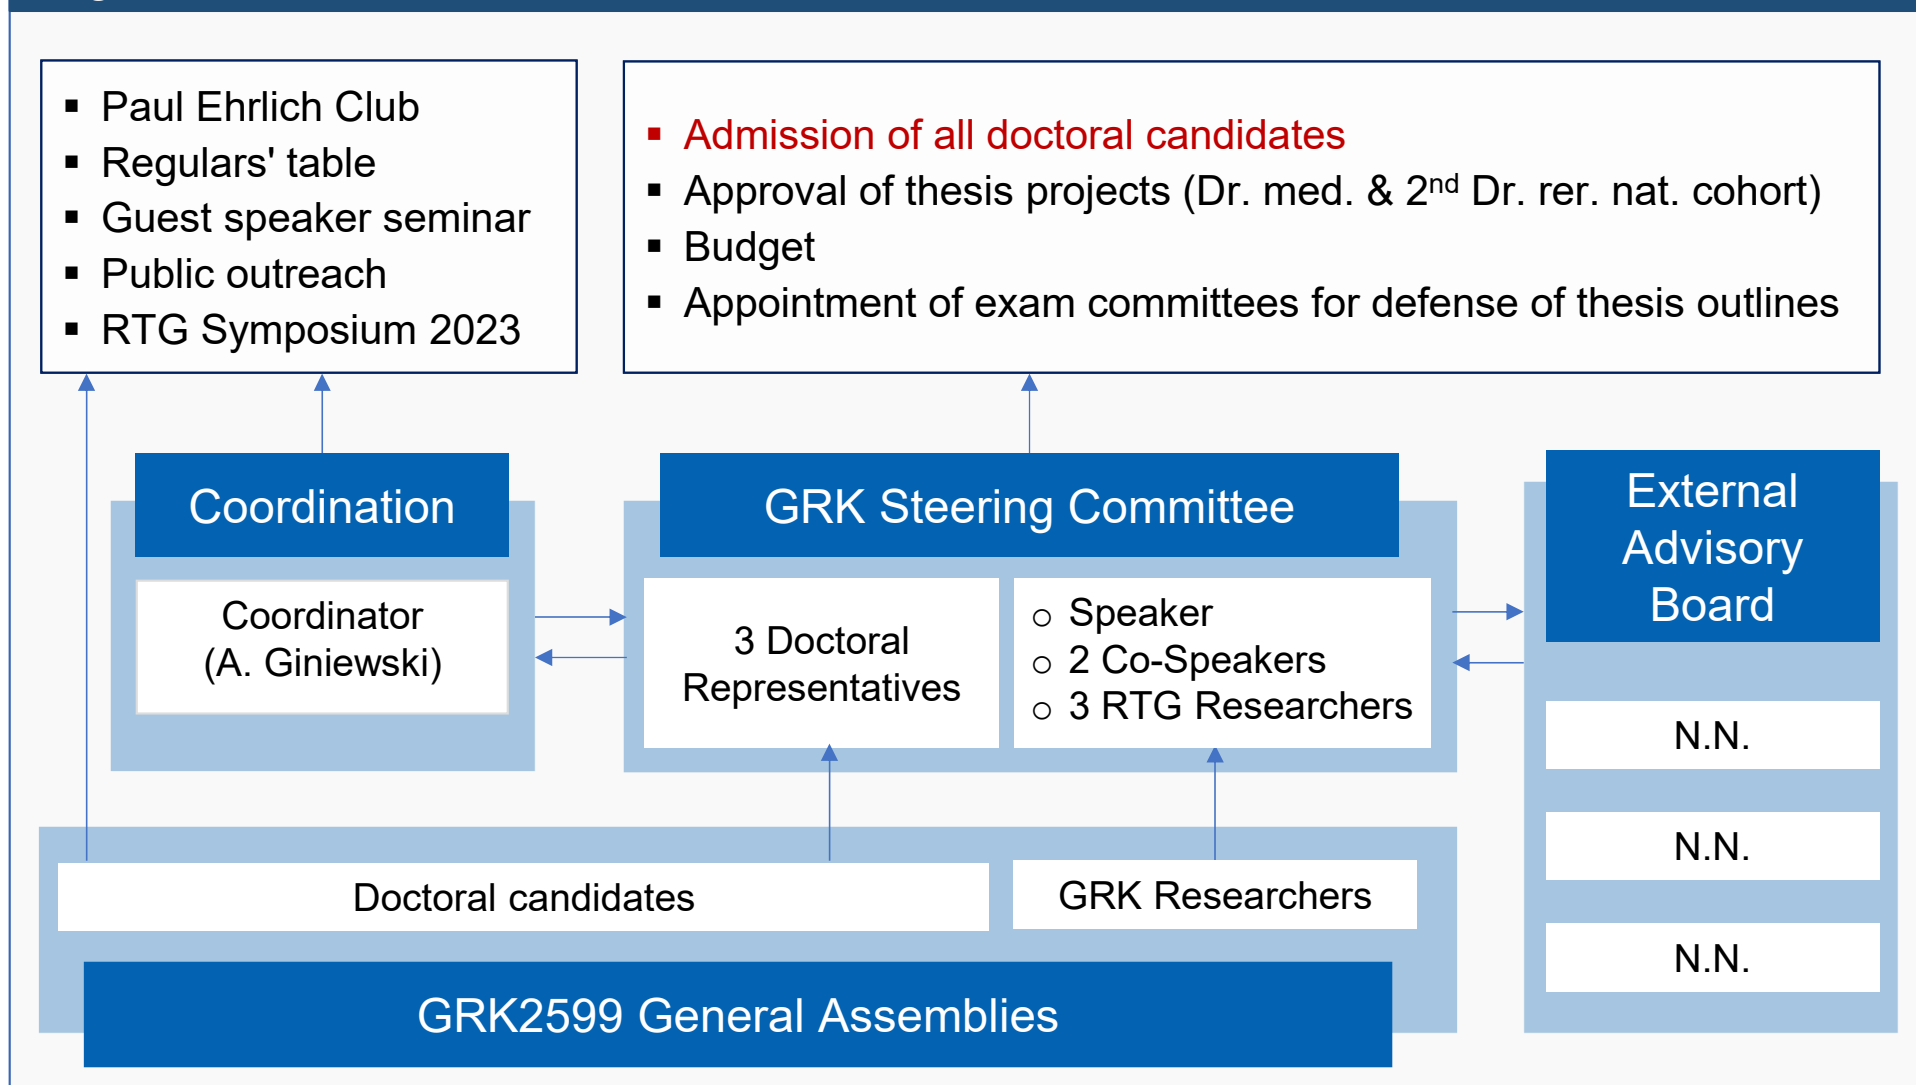 ▪ Paul Ehrlich Club
▪ Regulars' table
▪ Guest speaker seminar
▪ Public outreach
▪ RTG Symposium 2023
▪ Admission of all doctoral candidates
▪ Approval of thesis projects (Dr. med. & 2nd Dr. rer. nat. cohort)
▪ Budget
▪ Appointment of exam committees for defense of thesis outlines
Coordination
Coordinator
(A. Giniewski)
GRK Steering Committee
3 Doctoral
Representatives
o Speaker
o 2 Co-Speakers
o 3 RTG Researchers
External
Advisory
Board
N.N.
N.N.
N.N.
Doctoral candidates
GRK Researchers
GRK2599 General Assemblies